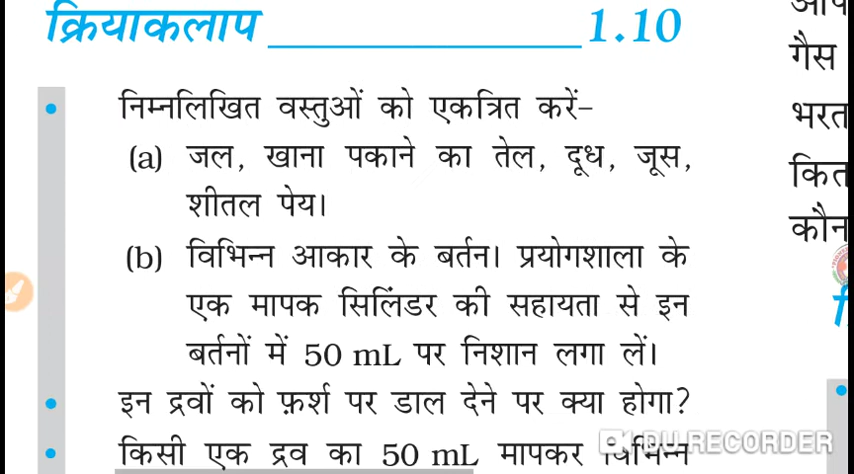 क्रियाकलाप 1.10
निम्नलिखित वस्तुओं को एकत्रित करें–
(a) जल, खाना पकाने का तेल, दूध, जूस,
शीतल पेय।
(b) विभिन्न आकार के बर्तन। प्रयोगशाला के
एक मापक सिलिंडर की सहायता से इन
बर्तनों में 50 mL पर निशान लगा लें।
इन द्रवों को फ़र्श पर डाल देने पर क्या होगा?
किसी एक द्रव का 50 mL मापकर विभिन्न
गैस
भरत
कित
कौन
DU RECORDER